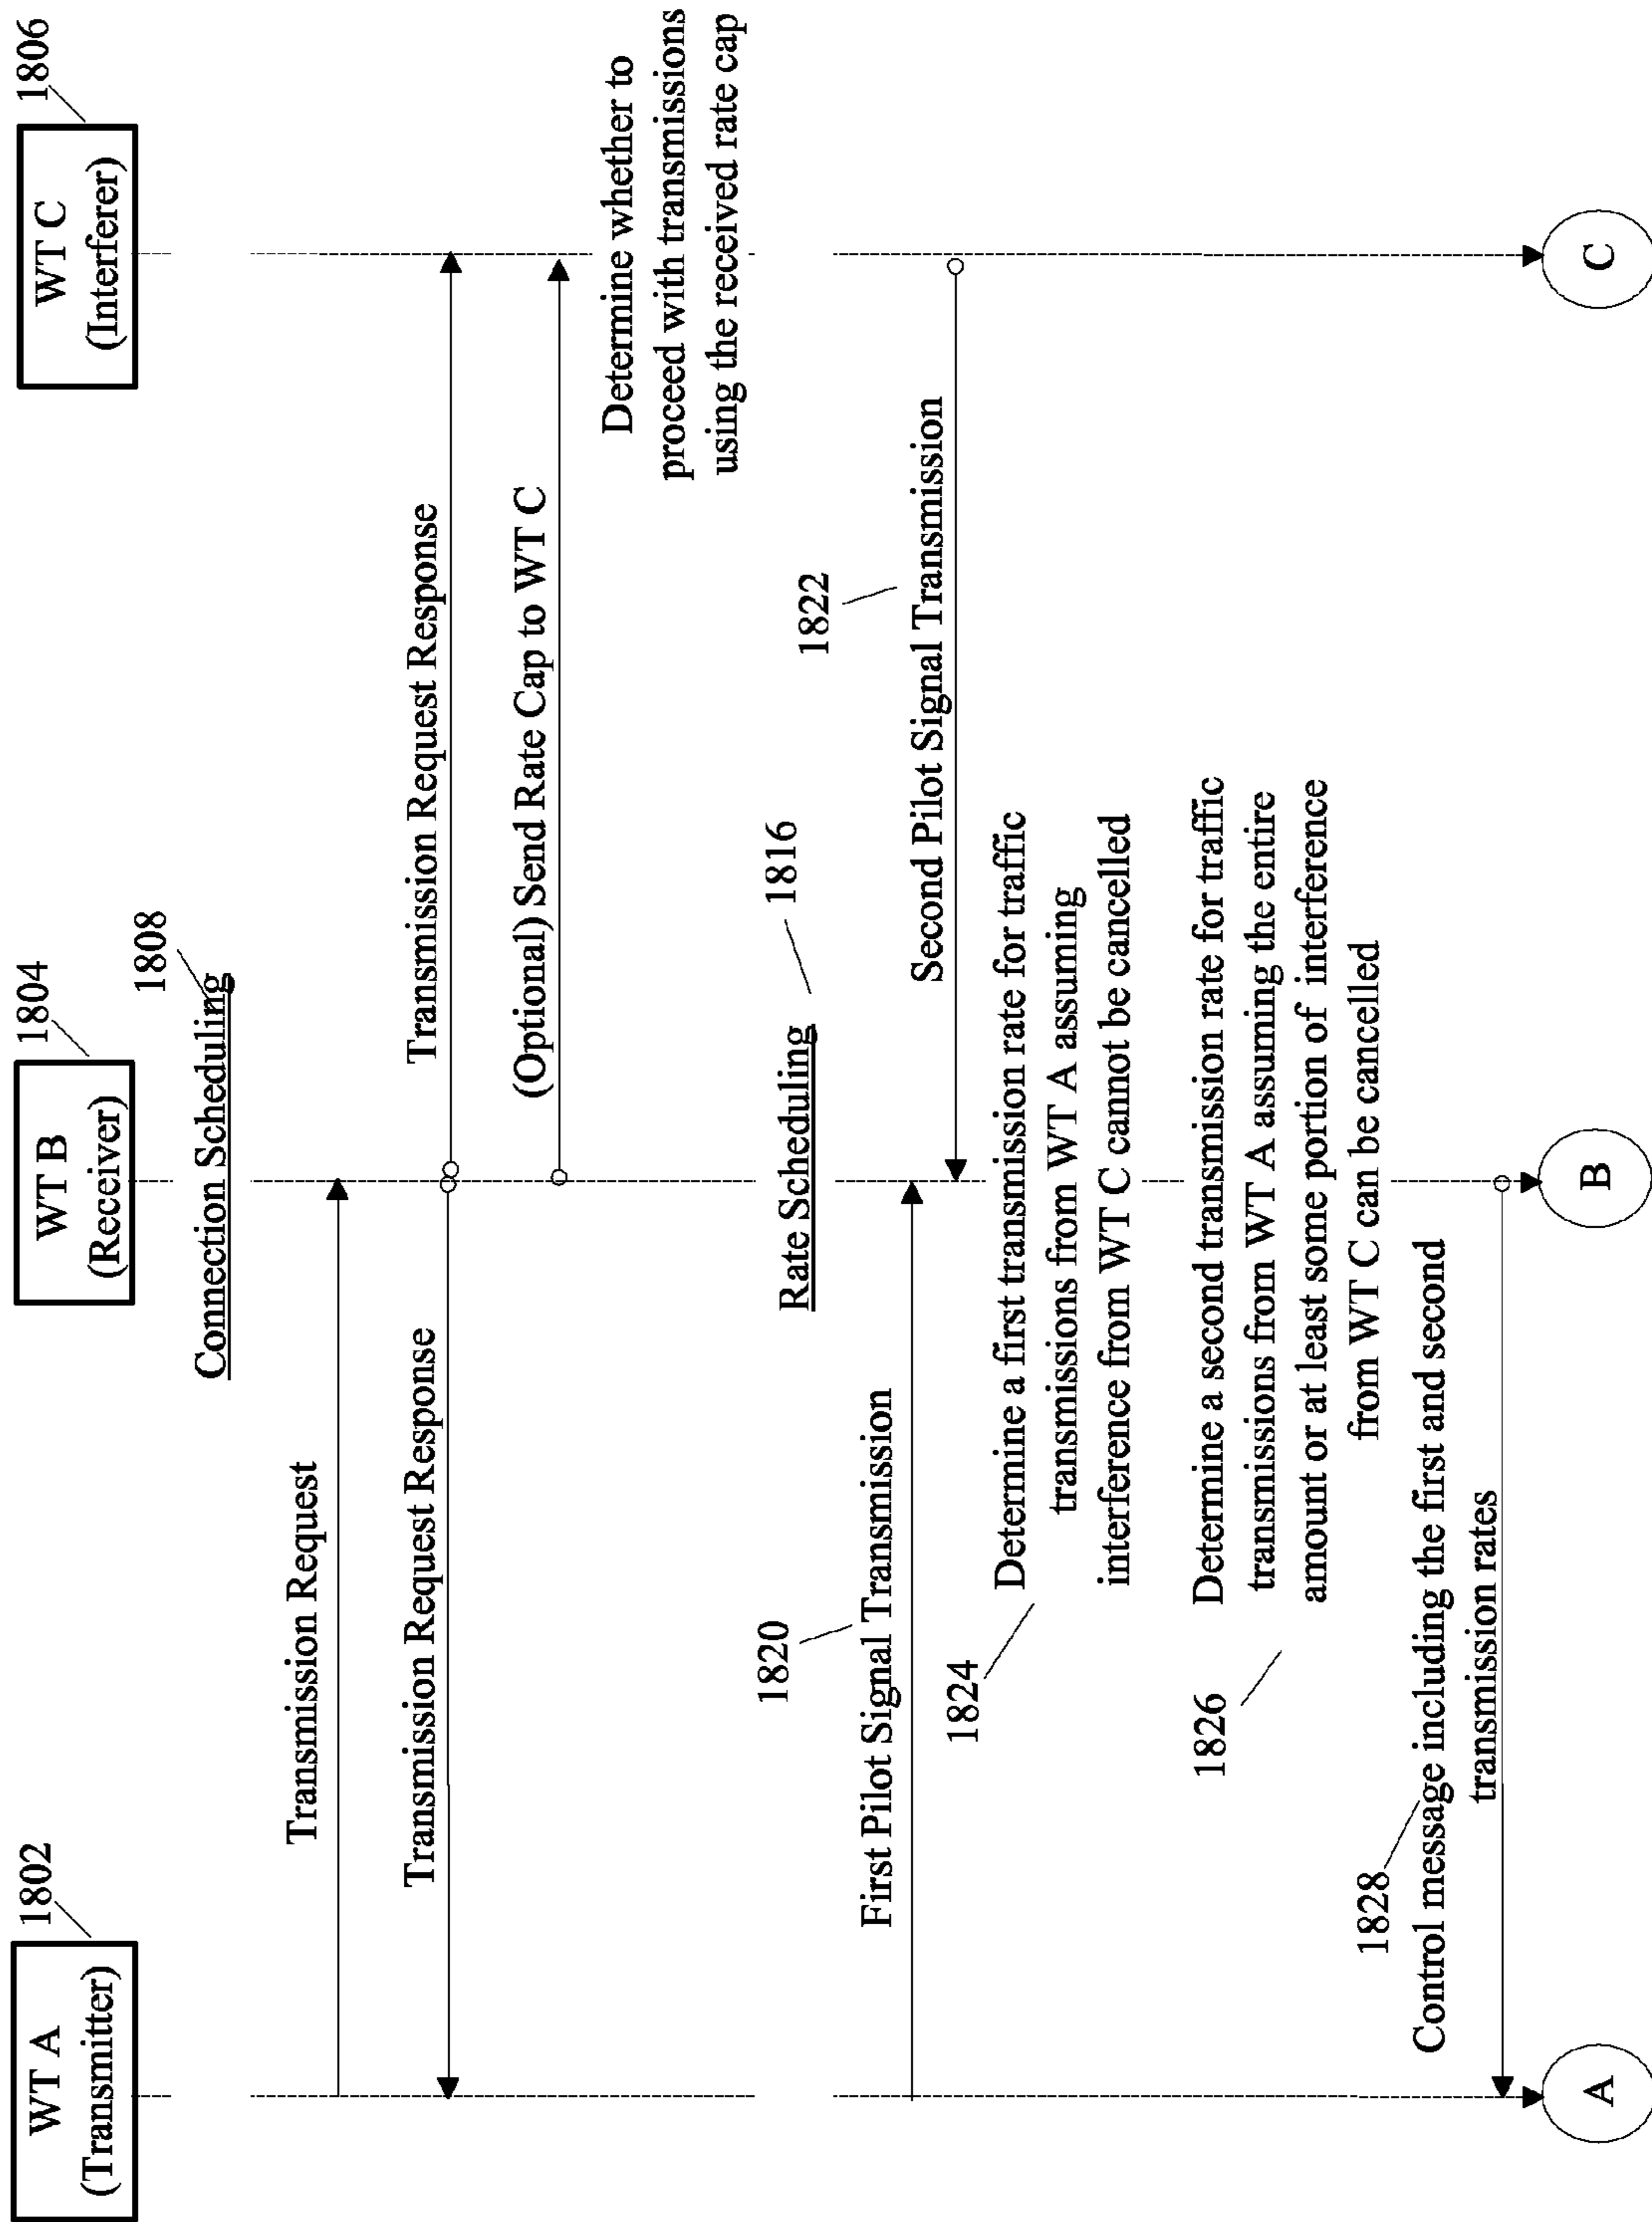 1802
WT A
(Transmitter)
1804
WT B
(Receiver)
1806
WT C
(Interferer)
1808
Connection Scheduling
Transmission Request
Transmission Request Response
Transmission Request Response
(Optional) Send Rate Cap to WT C
Determine whether to
proceed with transmissions
using the received rate cap
Rate Scheduling
1816
1820
First Pilot Signal Transmission
1822
Second Pilot Signal Transmission
1824
Determine a first transmission rate for traffic
transmissions from WT A assuming
interference from WT C cannot be cancelled
1826
Determine a second transmission rate for traffic
transmissions from WT A assuming the entire
amount or at least some portion of interference
from WT C can be cancelled
1828
Control message including the first and second
transmission rates
A
B
C